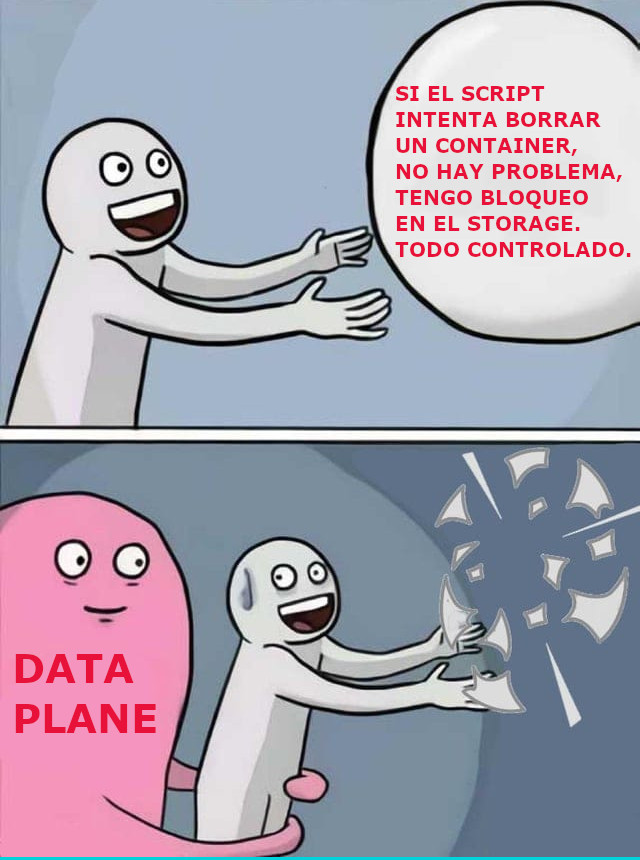 SI EL SCRIPT
INTENTA BORRAR
UN CONTAINER,
NO HAY PROBLEMA,
TENGO BLOQUEO
EN EL STORAGE.
TODO CONTROLADO.
DATA
PLANE